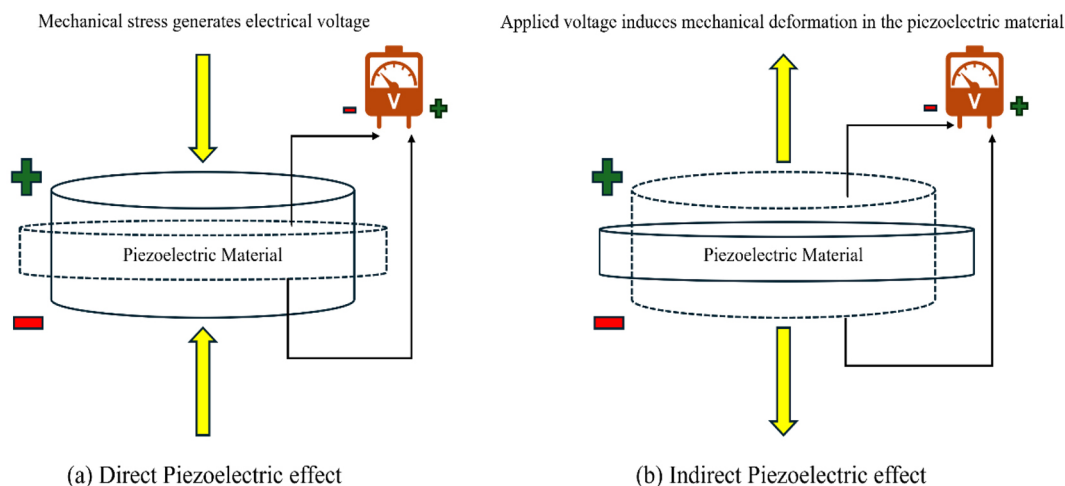 Mechanical stress generates electrical voltage
Applied voltage induces mechanical deformation in the piezoelectric material
V
V
Piezoelectric Material
Piezoelectric Material
(a) Direct Piezoelectric effect
(b) Indirect Piezoelectric effect